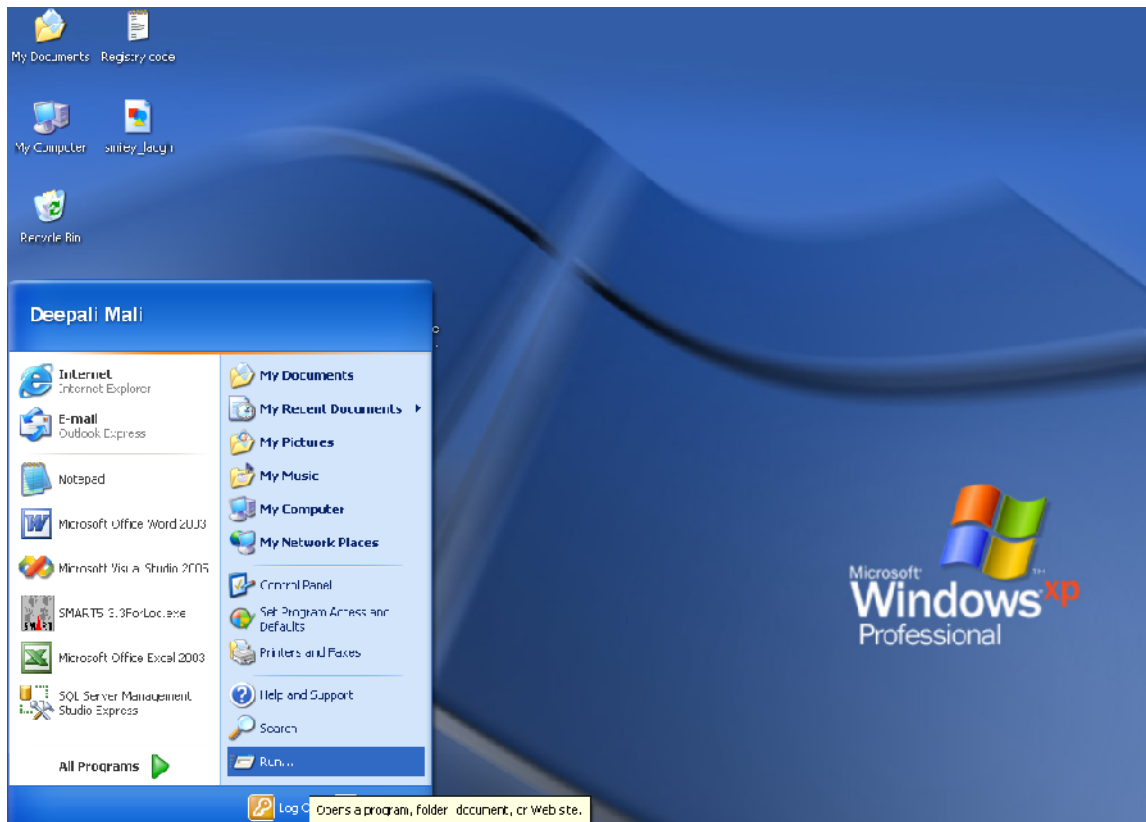 My Documents
Registry code
My Computer
smiley_laugh
Recycle Bin
Deepali Mali
Internet
Internet Explorer
E-mail
Outlook Express
Notepad
Microsoft Office Word 2003
Microsoft Visual Studio 2005
SMART5 3.3ForLoc.exe
Microsoft Office Excel 2003
SQL Server Management
Studio Express
All Programs
My Documents
My Recent Documents
My Pictures
My Music
My Computer
My Network Places
Control Panel
Set Program Access and
Defaults
Printers and Faxes
Help and Support
Search
Run...
Log O
Opens a program, folder, document, or Web site.
Microsoft
Windows xp
Professional